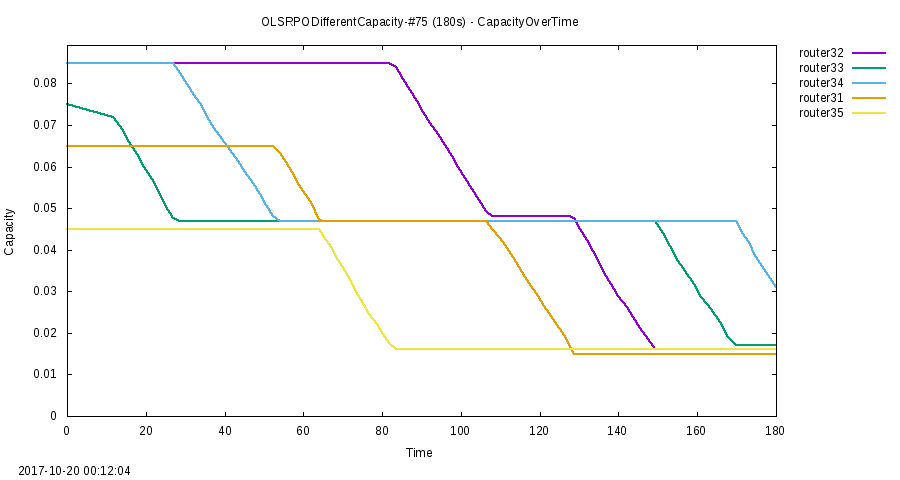 OLSRPODifferentCapacity-#75 (180s) - CapacityOverTime
router32
router33
router34
router31
router35
0.08
0.07
0.06
0.05
0.04
0.03
0.02
0.01
0
Capacity
0 20 40 60 80 100 120 140 160 180
Time
2017-10-20 00:12:04